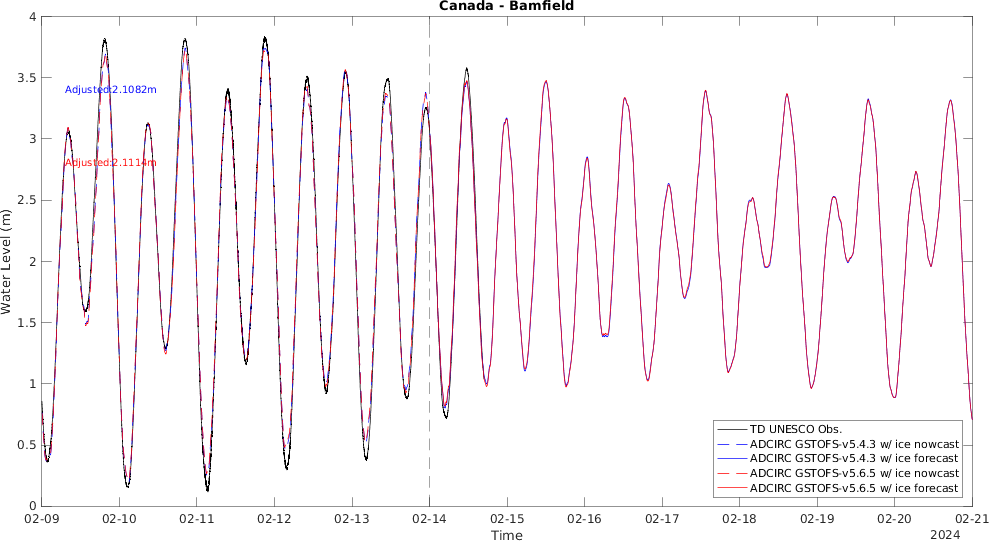 Canada - Bamfield
4
3.5
3
2.5
2
1.5
1
0.5
0
Water Level (m)
Adjusted:2.1082m
Adjusted:2.1114m
TD UNESCO Obs.
ADCIRC GSTOFS-v5.4.3 w/ ice nowcast
ADCIRC GSTOFS-v5.4.3 w/ ice forecast
ADCIRC GSTOFS-v5.6.5 w/ ice nowcast
ADCIRC GSTOFS-v5.6.5 w/ ice forecast
02-09 02-10 02-11 02-12 02-13 02-14 02-15 02-16 02-17 02-18 02-19 02-20 02-21
Time
2024